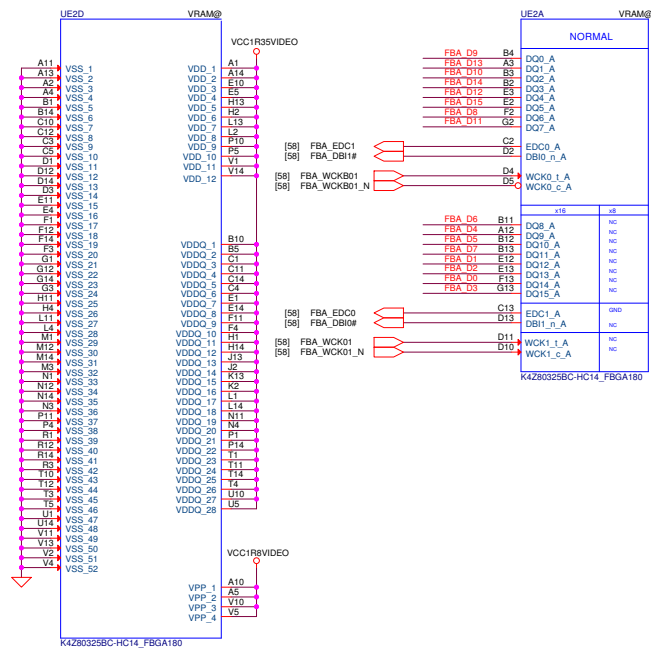 UE2D VRAM@
VCC1R35VIDEO
A11 VSS_1 VDD_1 A1
A13 VSS_2 VDD_2 A14
A2 VSS_3 VDD_3 E10
A4 VSS_4 VDD_4 E5
B1 VSS_5 VDD_5 H13
B14 VSS_6 VDD_6 H2
C10 VSS_7 VDD_7 L13
C12 VSS_8 VDD_8 L2
C3 VSS_9 VDD_9 P10
C5 VSS_10 VDD_10 P5
D1 VSS_11 VDD_11 V1
D12 VSS_12 VDD_12 V14
D14 VSS_13
D3 VSS_14
E11 VSS_15
E4 VSS_16
F1 VSS_17
F12 VSS_18
F14 VSS_19 VDDQ_1 B10
F3 VSS_20 VDDQ_2 B5
G1 VSS_21 VDDQ_3 C1
G12 VSS_22 VDDQ_4 C11
G14 VSS_23 VDDQ_5 C14
G3 VSS_24 VDDQ_6 C4
H11 VSS_25 VDDQ_7 E1
H4 VSS_26 VDDQ_8 E14
L11 VSS_27 VDDQ_9 F11
L4 VSS_28 VDDQ_10 F4
M1 VSS_29 VDDQ_11 H1
M12 VSS_30 VDDQ_12 H14
M14 VSS_31 VDDQ_13 J13
M3 VSS_32 VDDQ_14 J2
N1 VSS_33 VDDQ_15 K13
N12 VSS_34 VDDQ_16 K2
N14 VSS_35 VDDQ_17 L1
N3 VSS_36 VDDQ_18 L14
P11 VSS_37 VDDQ_19 N11
P4 VSS_38 VDDQ_20 N4
R1 VSS_39 VDDQ_21 P1
R12 VSS_40 VDDQ_22 P14
R14 VSS_41 VDDQ_23 T1
R3 VSS_42 VDDQ_24 T11
T10 VSS_43 VDDQ_25 T14
T12 VSS_44 VDDQ_26 T4
T3 VSS_45 VDDQ_27 U10
T5 VSS_46 VDDQ_28 U5
U1 VSS_47
U14 VSS_48
V11 VSS_49
V13 VSS_50
V2 VSS_51
V4 VSS_52
VCC1R8VIDEO
VPP_1 A10
VPP_2 A5
VPP_3 V10
VPP_4 V5
K4Z80325BC-HC14_FBGA180
UE2A VRAM@
NORMAL
FBA_D9 B4 DQ0_A
FBA_D13 A3 DQ1_A
FBA_D10 B3 DQ2_A
FBA_D14 B2 DQ3_A
FBA_D12 E3 DQ4_A
FBA_D15 E2 DQ5_A
FBA_D8 F2 DQ6_A
FBA_D11 G2 DQ7_A
[58] FBA_EDC1 C2 EDC0_A
[58] FBA_DBI1# D2 DBI0_n_A
[58] FBA_WCKB01 D4 WCK0_t_A
[58] FBA_WCKB01_N D5 WCK0_c_A
x16 x8
FBA_D6 B11 DQ8_A NC
FBA_D4 A12 DQ9_A NC
FBA_D5 B12 DQ10_A NC
FBA_D7 B13 DQ11_A NC
FBA_D1 E12 DQ12_A NC
FBA_D2 E13 DQ13_A NC
FBA_D0 F13 DQ14_A NC
FBA_D3 G13 DQ15_A NC
[58] FBA_EDC0 C13 EDC1_A GND
[58] FBA_DBI0# D13 DBI1_n_A NC
[58] FBA_WCK01 D11 WCK1_t_A NC
[58] FBA_WCK01_N D10 WCK1_c_A NC
K4Z80325BC-HC14_FBGA180